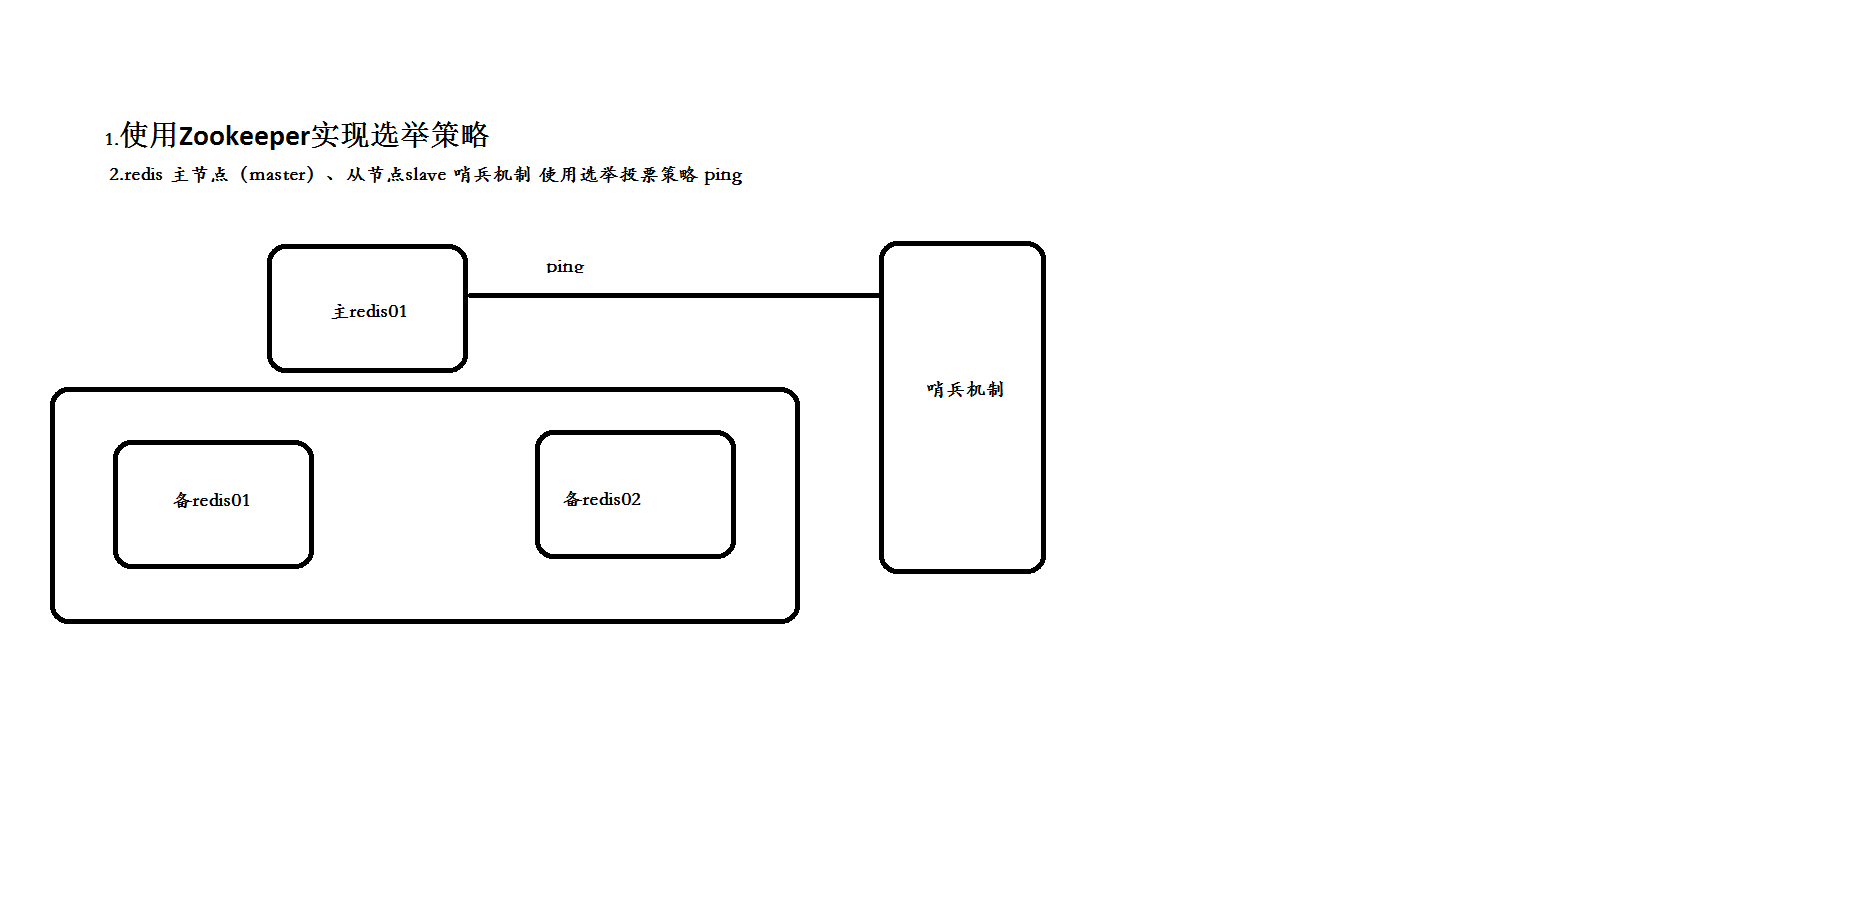 1.使用Zookeeper实现选举策略
2.redis 主节点（master）、从节点slave 哨兵机制 使用选举投票策略 ping
ping
主redis01
哨兵机制
备redis01
备redis02